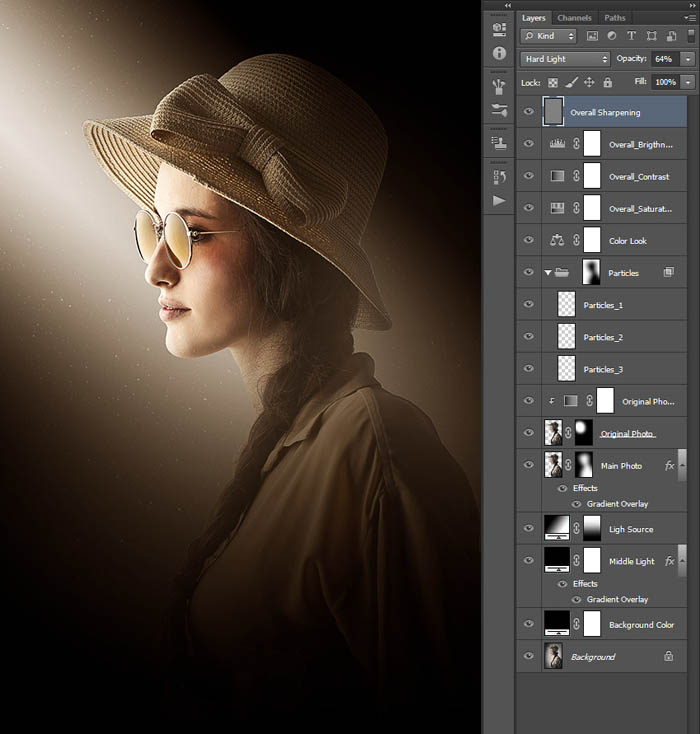 Layers Channels Paths
Kind
Hard Light Opacity: 64%
Lock: Fill: 100%
Overall Sharpening
Overall_Brigthn...
Overall_Contrast
Overall_Saturat...
Color Look
Particles
Particles_1
Particles_2
Particles_3
Original Pho...
Original Photo
Main Photo fx
Effects
Gradient Overlay
Ligh Source
Middle Light fx
Effects
Gradient Overlay
Background Color
Background